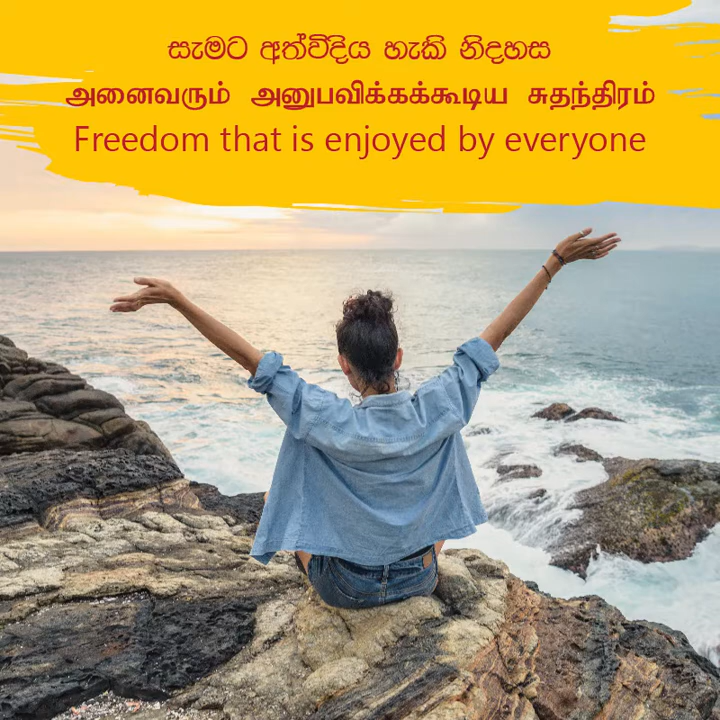 සැමට අත්විඳිය හැකි නිදහස
அனைவரும் அனுபவிக்கக்கூடிய சுதந்திரம்
Freedom that is enjoyed by everyone